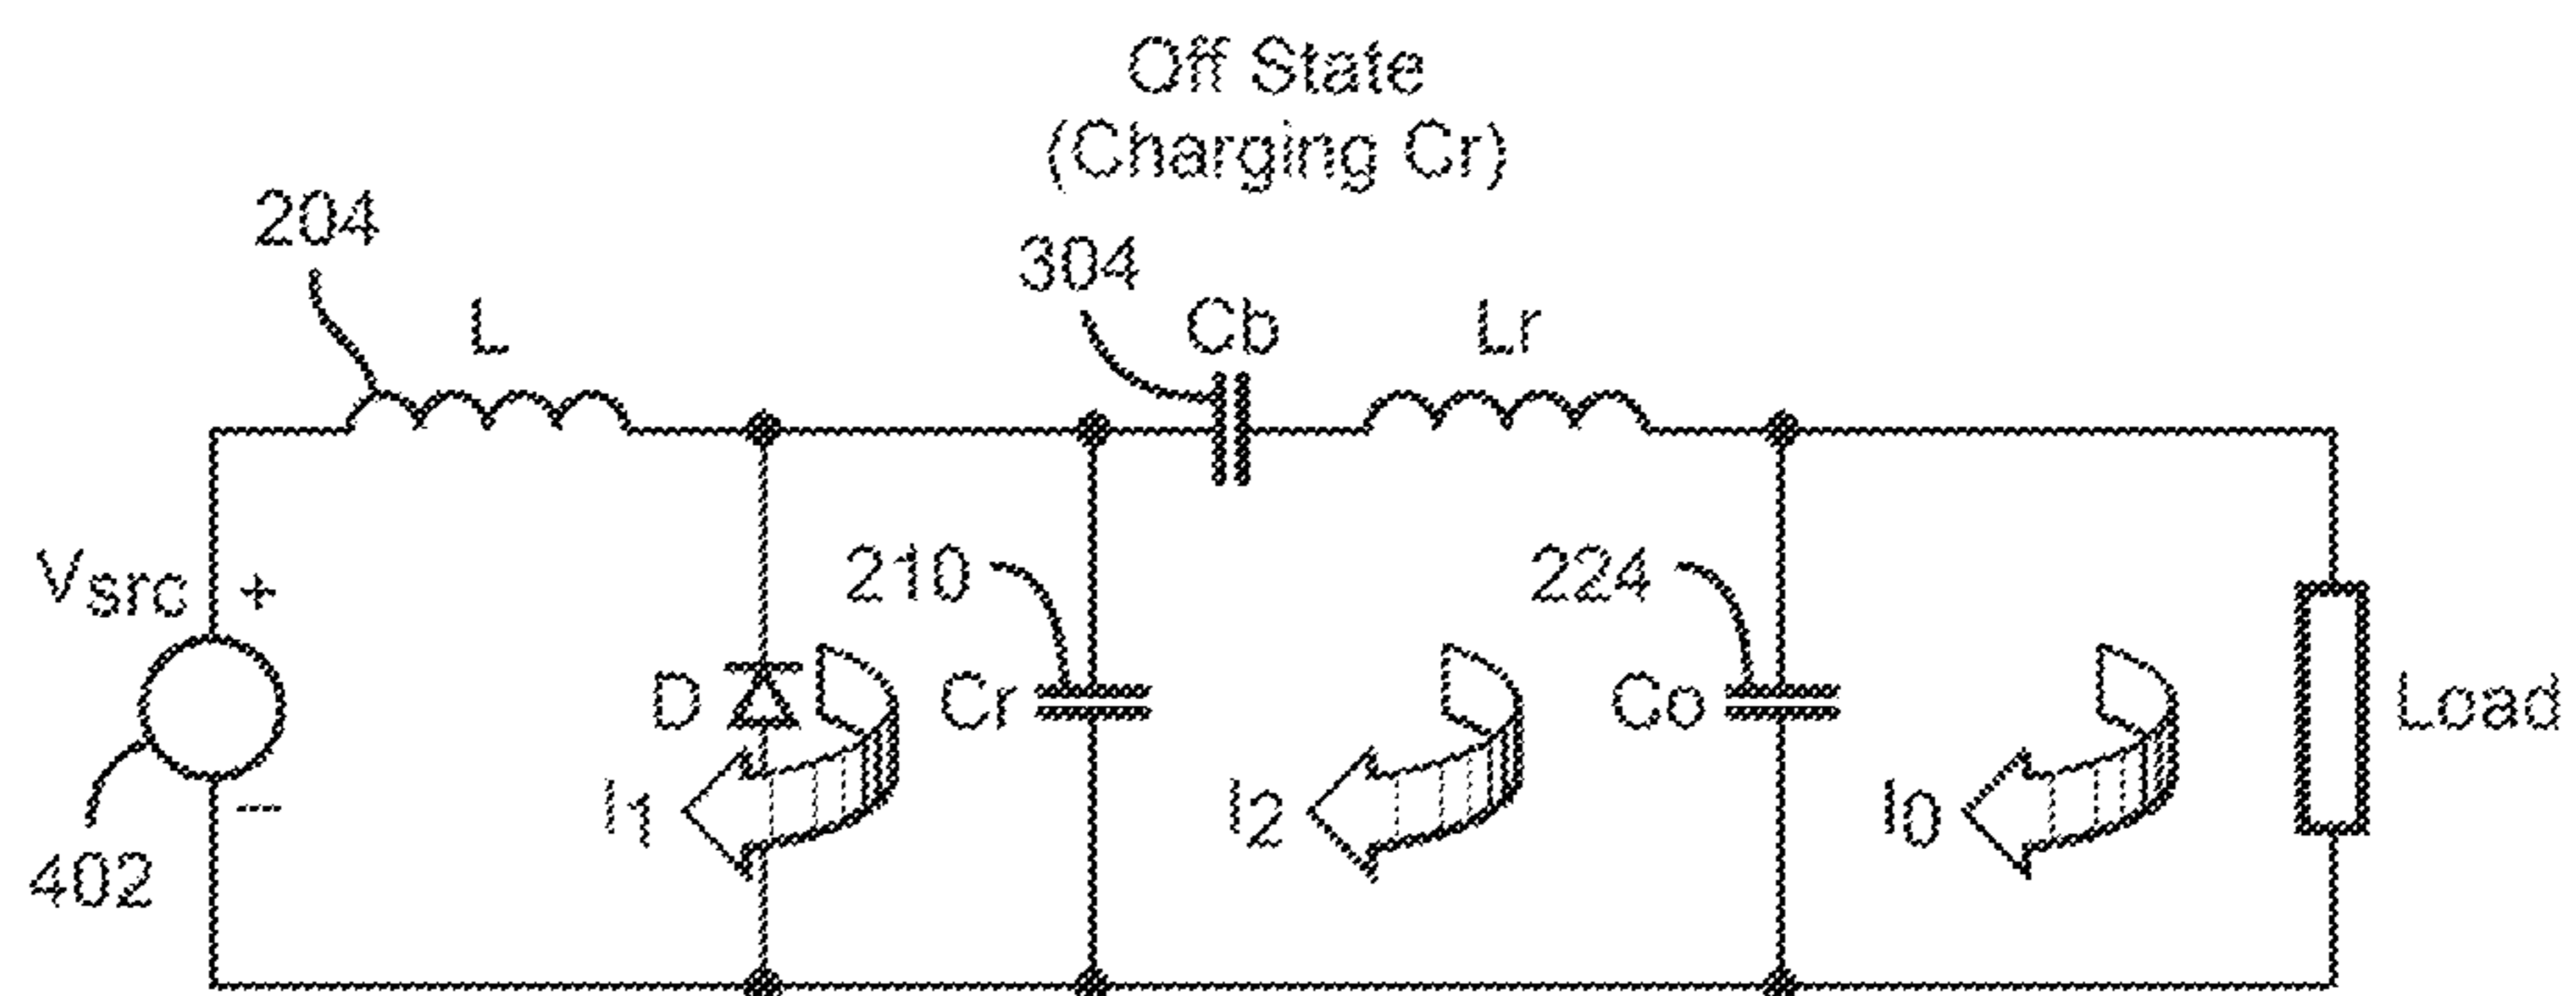 Off State
(Charging Cr)
204
304
L
Cb
Lr
Vsrc
+
210
224
D
Cr
Co
Load
I1
I2
I0
–
402